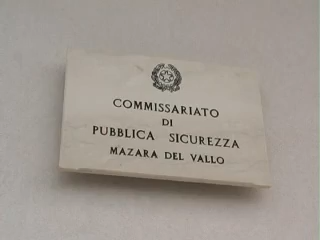 COMMISSARIATO
DI
PUBBLICA SICUREZZA
MAZARA DEL VALLO